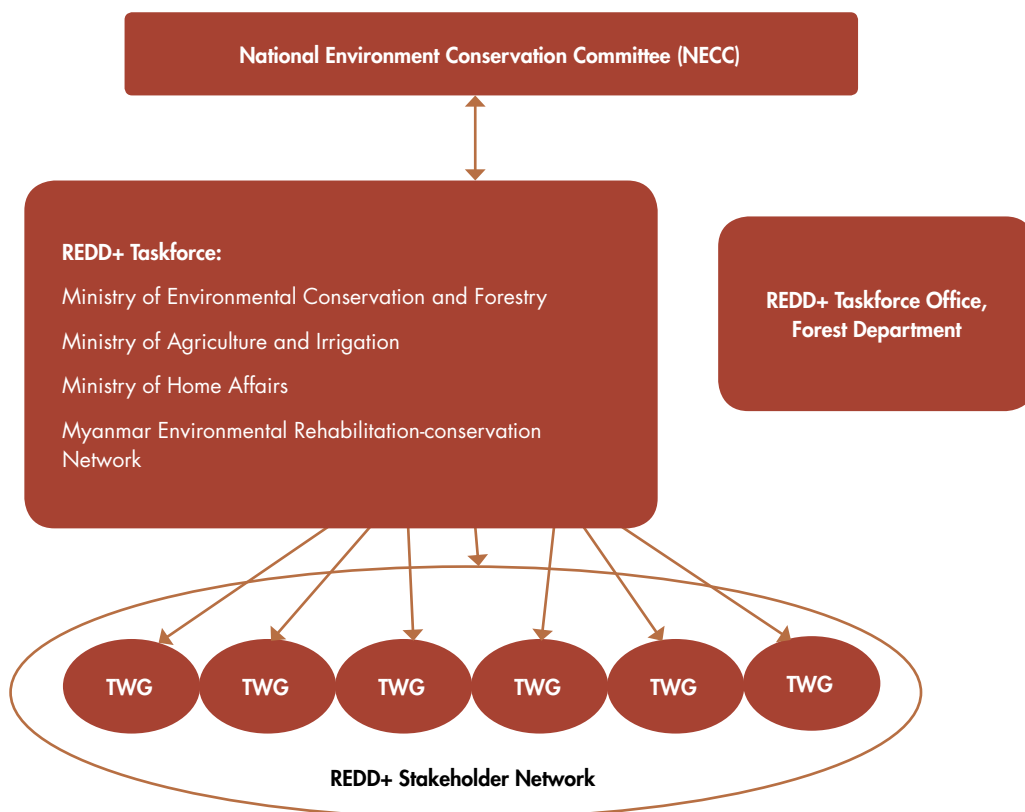 National Environment Conservation Committee (NECC)
REDD+ Taskforce:
Ministry of Environmental Conservation and Forestry
Ministry of Agriculture and Irrigation
Ministry of Home Affairs
Myanmar Environmental Rehabilitation-conservation
Network
REDD+ Taskforce Office,
Forest Department
TWG
TWG
TWG
TWG
TWG
TWG
REDD+ Stakeholder Network